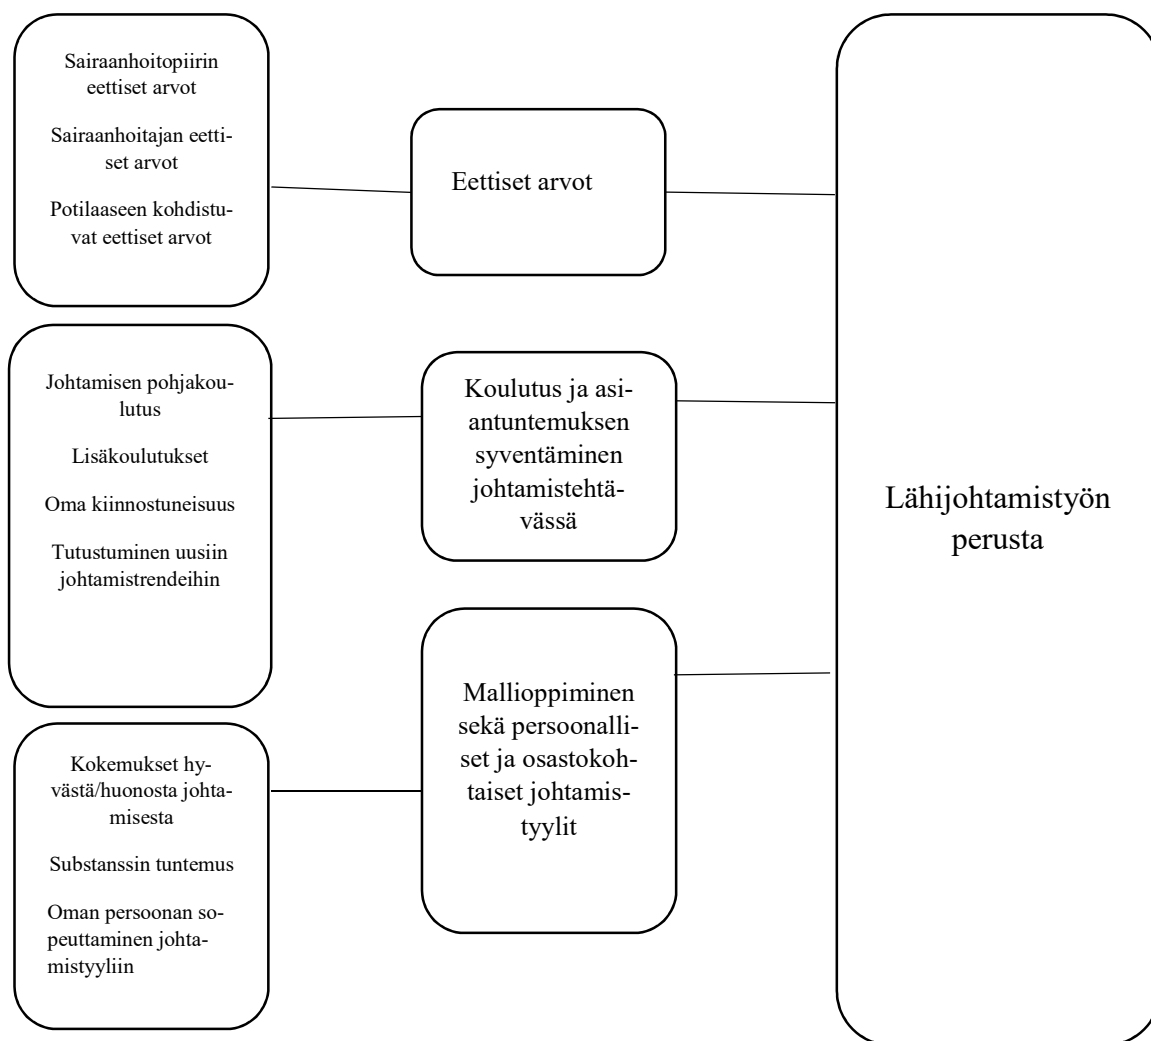 Sairaanhoitopiirin
eettiset arvot
Sairaanhoitajan eetti-
set arvot
Potilaaseen kohdistu-
vat eettiset arvot
Eettiset arvot
Johtamisen pohjakou-
lutus
Lisäkoulutukset
Oma kiinnostuneisuus
Tutustuminen uusiin
johtamistrendeihin
Koulutus ja asi-
antuntemuksen
syventäminen
johtamistehtä-
vässä
Kokemukset hy-
västä/huonosta johta-
misesta
Substanssin tuntemus
Oman persoonan so-
peuttaminen johta-
mistyyliin
Mallioppiminen
sekä persoonalli-
set ja osastokoh-
taiset johtamis-
tyylit
Lähijohtamistyön
perusta